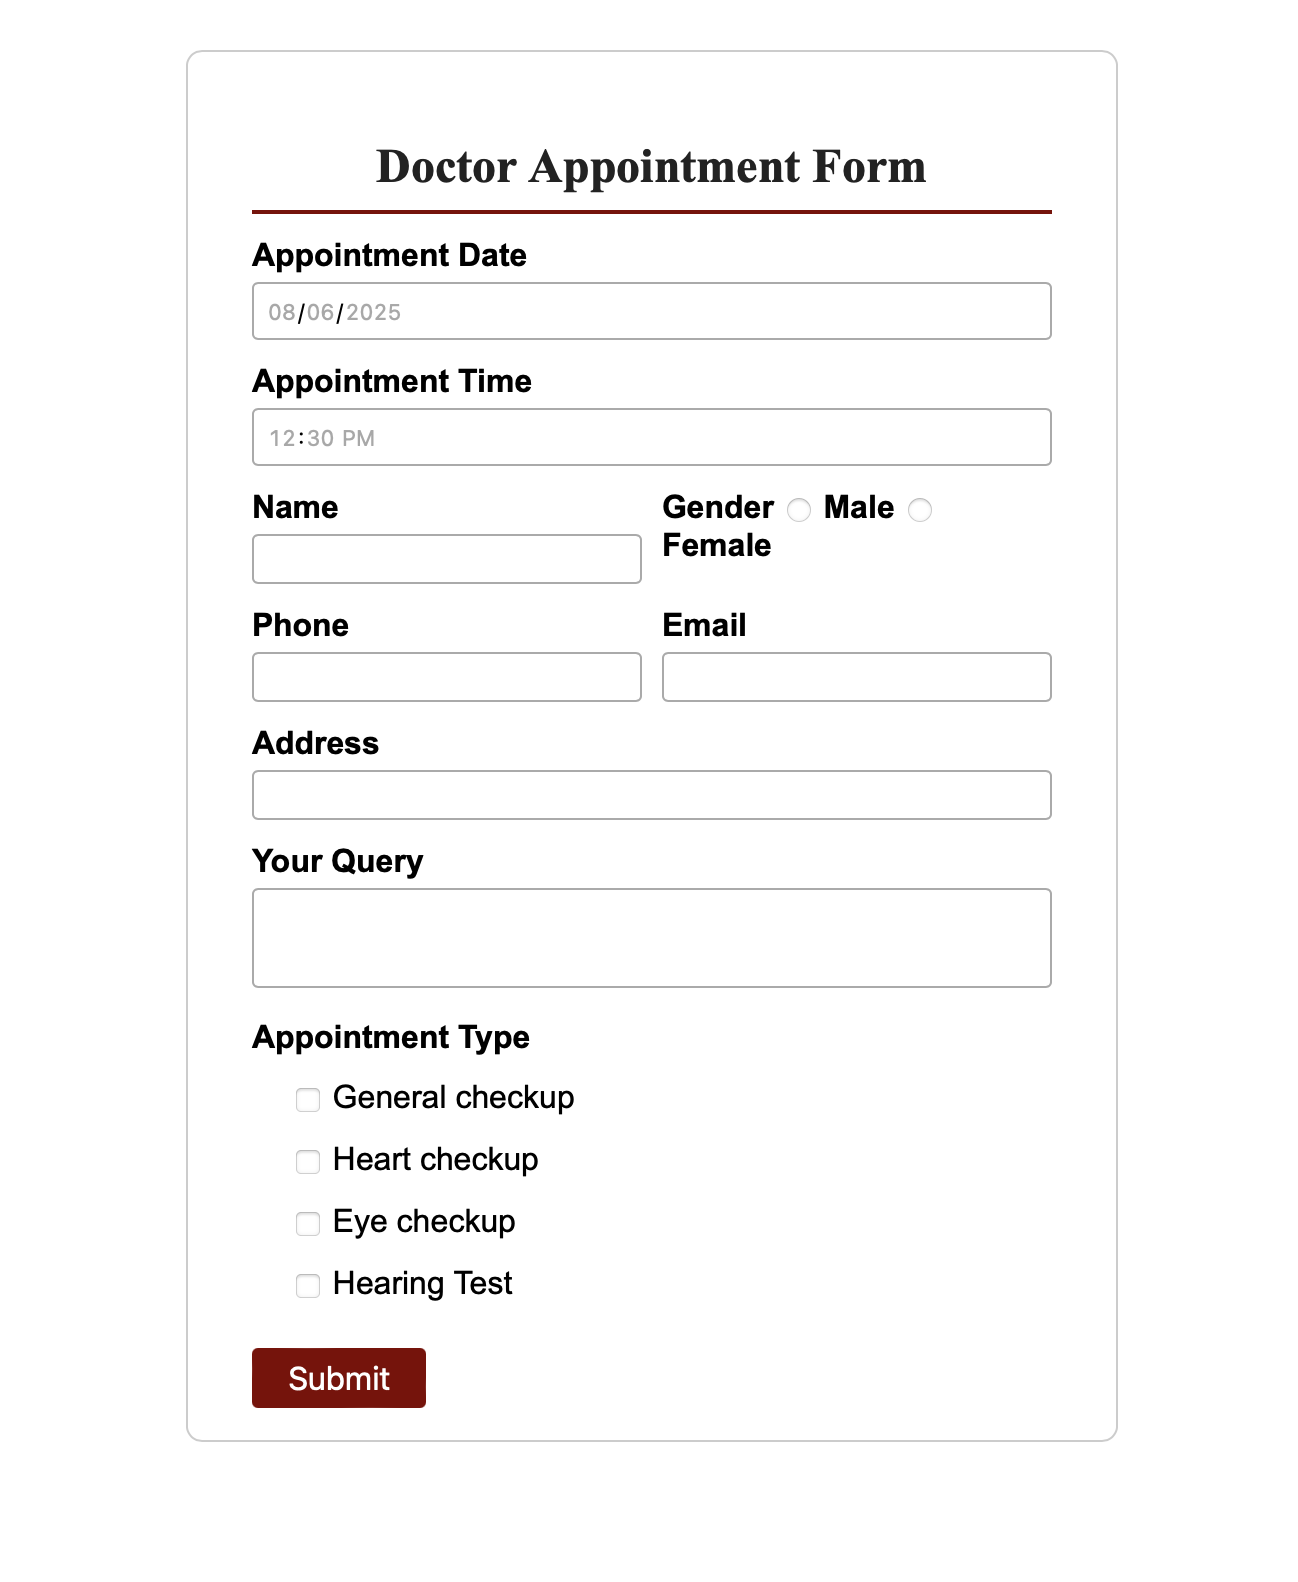 Doctor Appointment Form
Appointment Date
08/06/2025
Appointment Time
12:30 PM
Name
Gender Male
Female
Phone
Email
Address
Your Query
Appointment Type
General checkup
Heart checkup
Eye checkup
Hearing Test
Submit